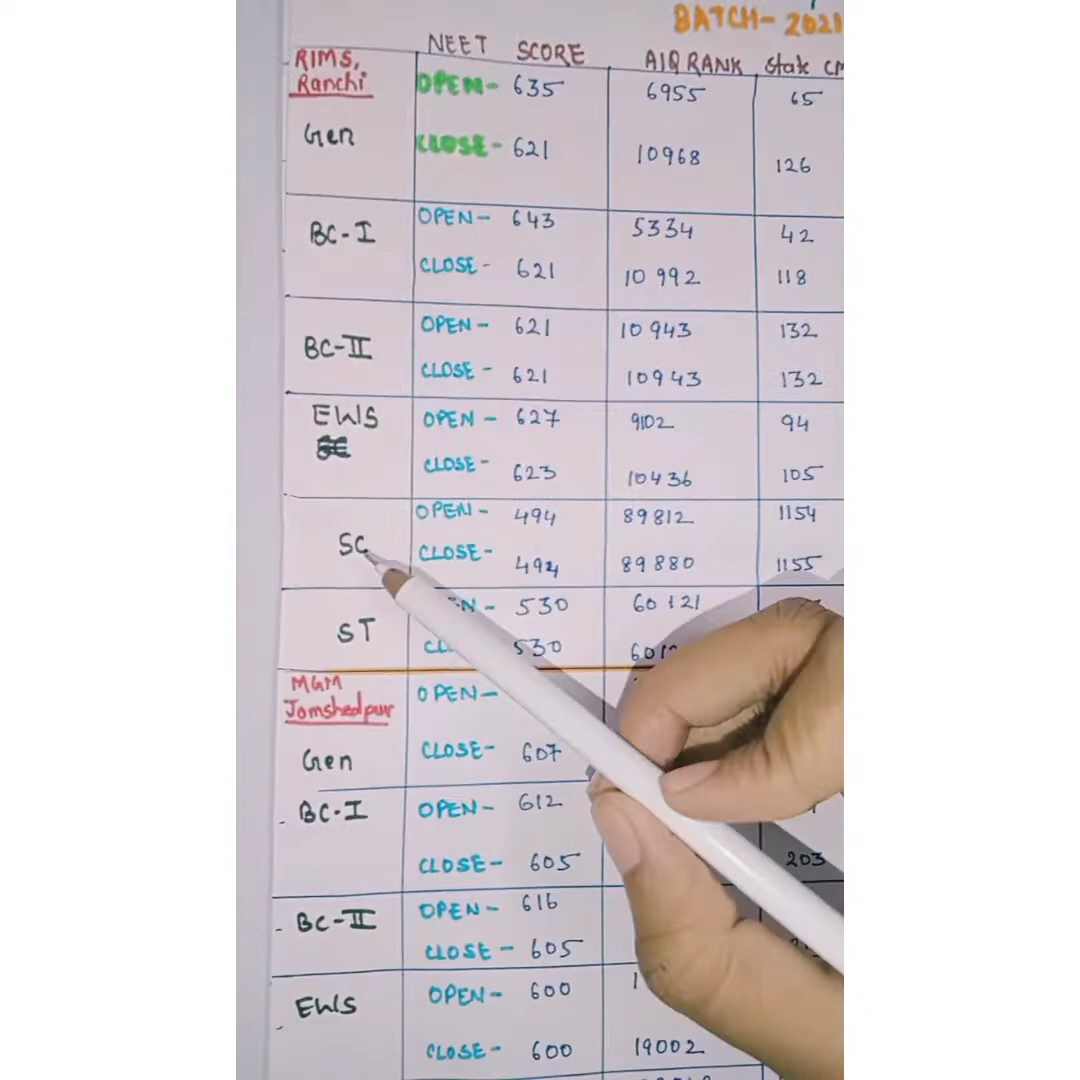 BATCH- 2021
NEET SCORE AIQ RANK State
RIMS,
Ranchi
OPEN- 635 6955 65
Gen
CLOSE- 621 10968 126
BC-I
OPEN- 643 5334 42
CLOSE- 621 10992 118
BC-II
OPEN- 621 10943 132
CLOSE- 621 10943 132
EWS
OPEN- 627 9102 94
CLOSE- 623 10436 105
SC
OPEN- 494 89812 1154
CLOSE- 494 89880 1155
ST
530 60121
530
MGM
Jamshedpur
OPEN-
Gen
CLOSE- 607
BC-I
OPEN- 612
CLOSE- 605 203
BC-II
OPEN- 616
CLOSE- 605
EWS
OPEN- 600
CLOSE- 600 19002